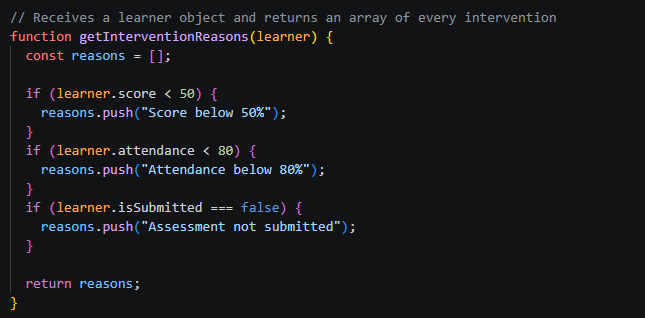 // Receives a learner object and returns an array of every intervention
function getInterventionReasons(learner) {
  const reasons = [];

  if (learner.score < 50) {
    reasons.push("Score below 50%");
  }
  if (learner.attendance < 80) {
    reasons.push("Attendance below 80%");
  }
  if (learner.isSubmitted === false) {
    reasons.push("Assessment not submitted");
  }

  return reasons;
}